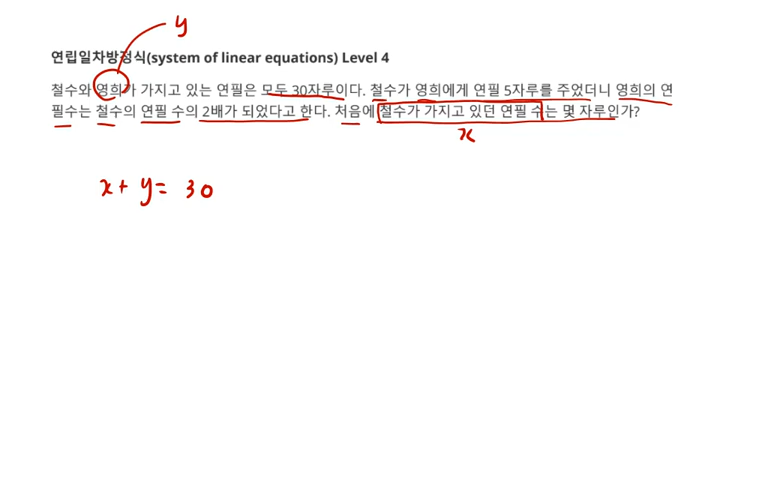 y
연립일차방정식(system of linear equations) Level 4
철수와 영희가 가지고 있는 연필은 모두 30자루이다. 철수가 영희에게 연필 5자루를 주었더니 영희의 연
필수는 철수의 연필 수의 2배가 되었다고 한다. 처음에 철수가 가지고 있던 연필 수는 몇 자루인가?
x
x + y = 30